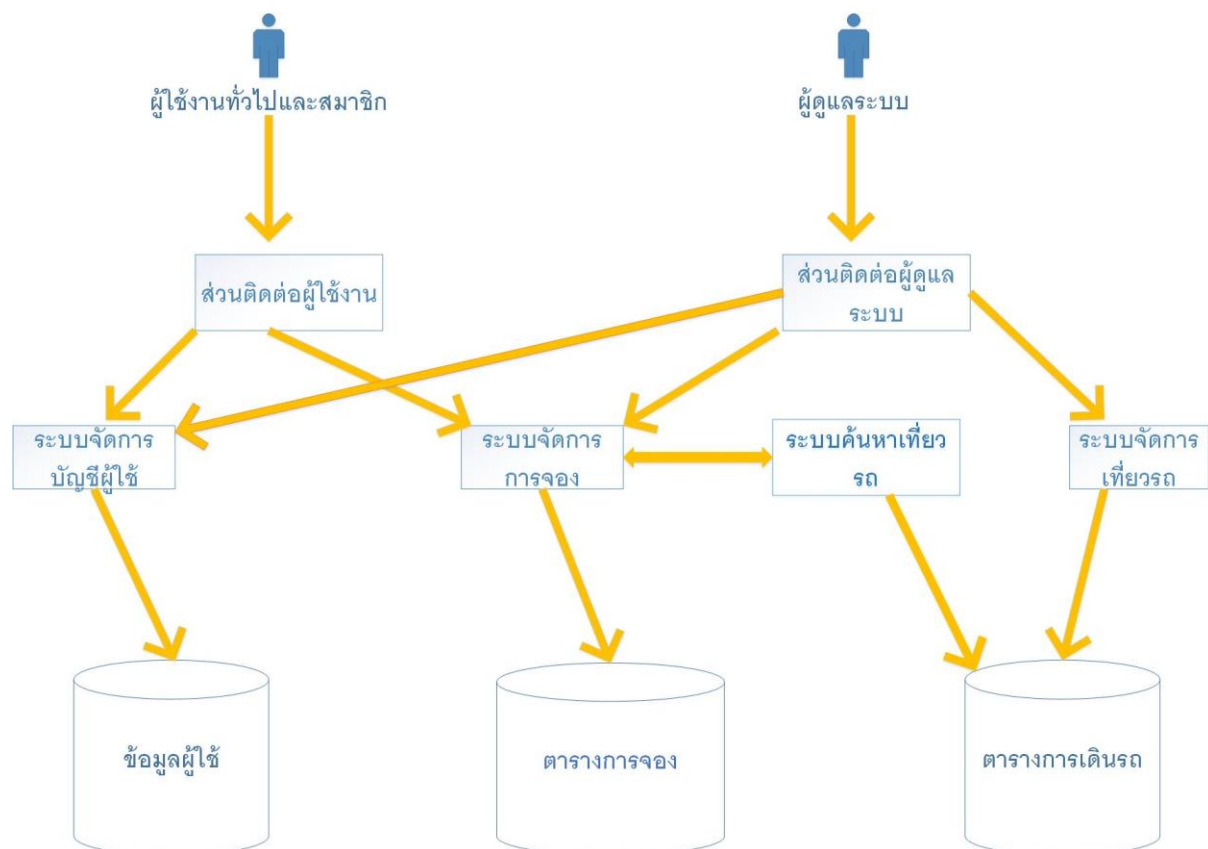 ผู้ใช้งานทั่วไปและสมาชิก
ผู้ดูแลระบบ
ส่วนติดต่อผู้ใช้งาน
ส่วนติดต่อผู้ดูแล
ระบบ
ระบบจัดการ
บัญชีผู้ใช้
ระบบจัดการ
การจอง
ระบบค้นหาเที่ยว
รถ
ระบบจัดการ
เที่ยวรถ
ข้อมูลผู้ใช้
ตารางการจอง
ตารางการเดินรถ